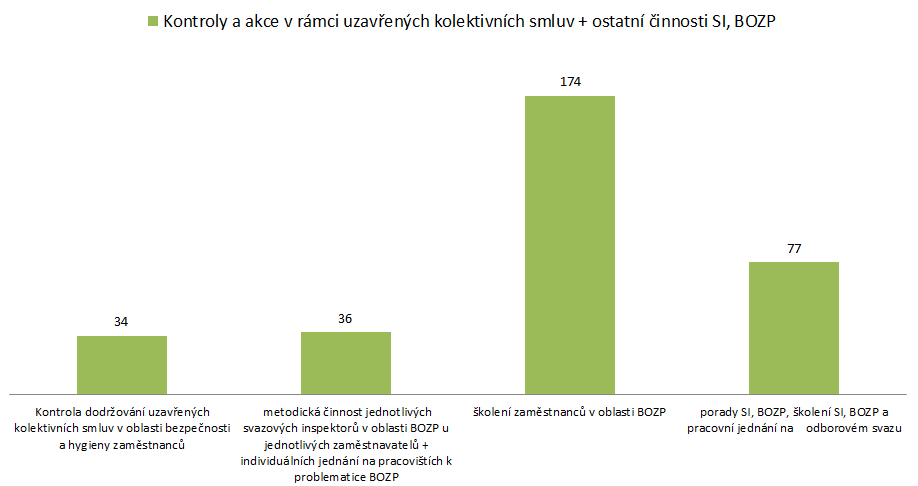 Kontroly a akce v rámci uzavřených kolektivních smluv + ostatní činnosti SI, BOZP
174
77
34
36
Kontrola dodržování uzavřených
kolektivních smluv v oblasti bezpečnosti
a hygieny zaměstnanců
metodická činnost jednotlivých
svazových inspektorů v oblasti BOZP u
jednotlivých zaměstnavatelů +
individuálních jednání na pracovištích k
problematice BOZP
školení zaměstnanců v oblasti BOZP
porady SI, BOZP, školení SI, BOZP a
pracovní jednání na odborovém svazu